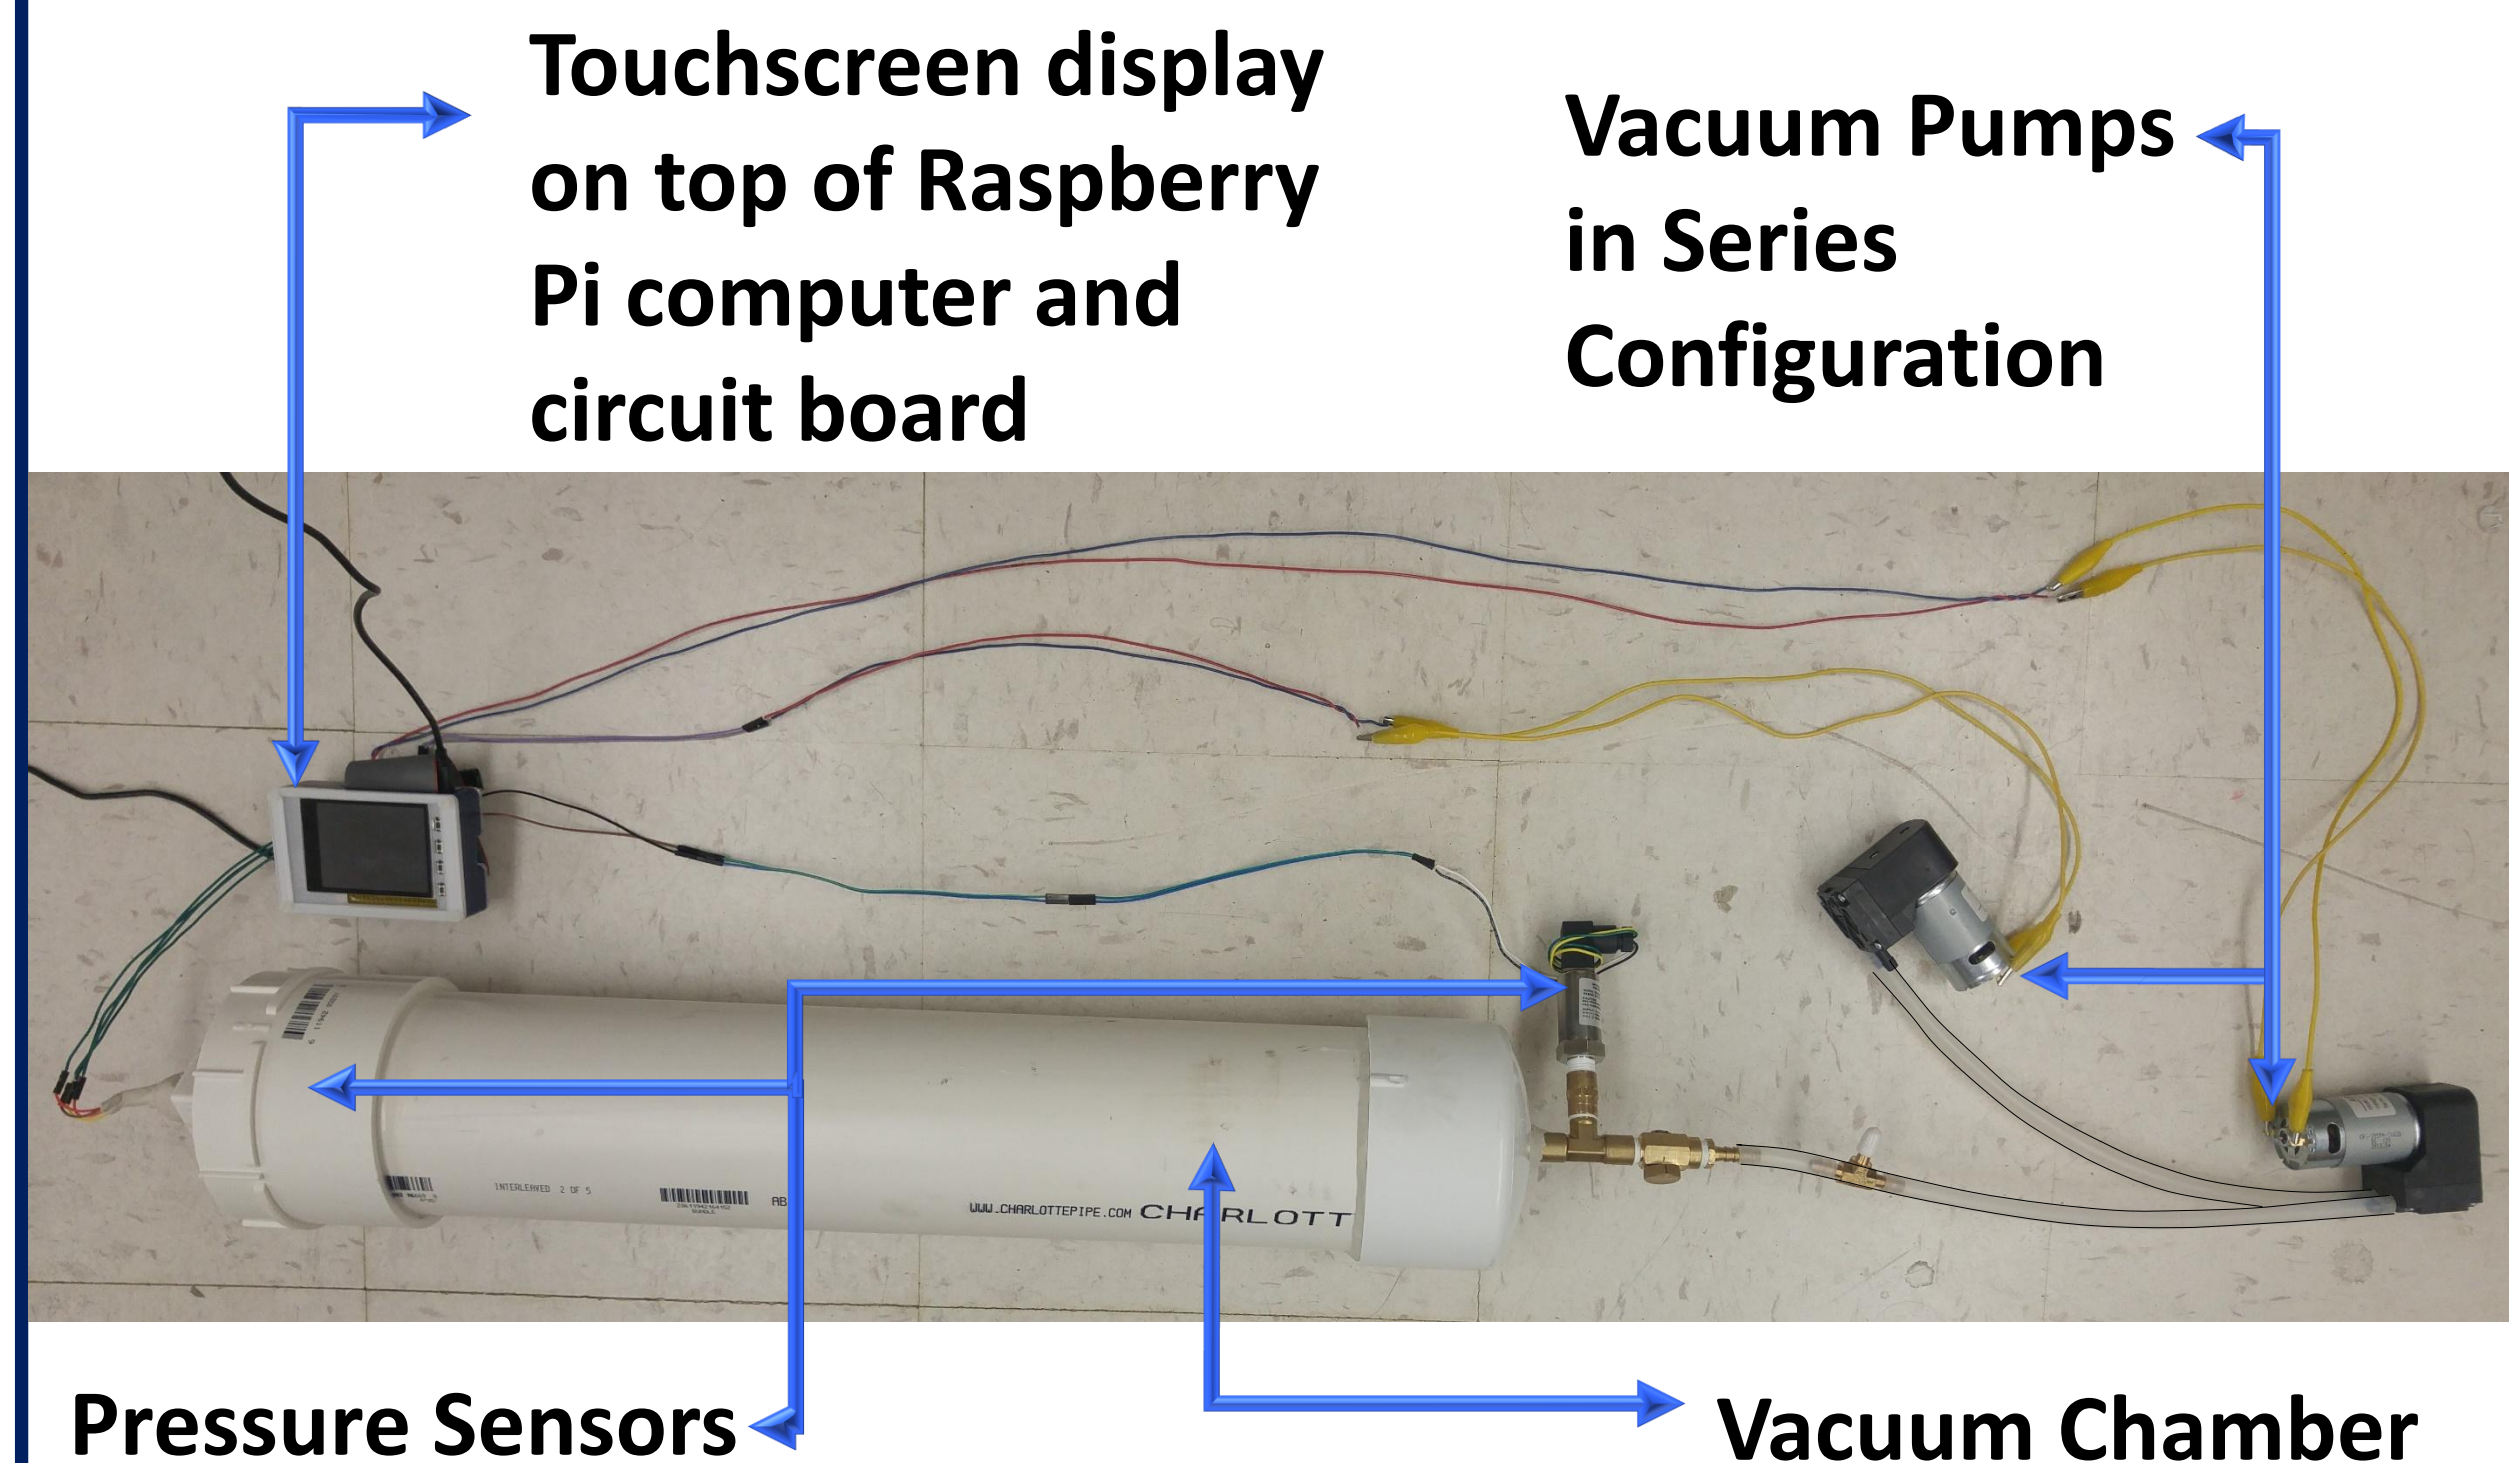 Touchscreen display
on top of Raspberry
Pi computer and
circuit board
Vacuum Pumps
in Series
Configuration
INTERLEAVED 2 OF 5
WWW.CHARLOTTEPIPE.COM CHARLOTT
Pressure Sensors
Vacuum Chamber